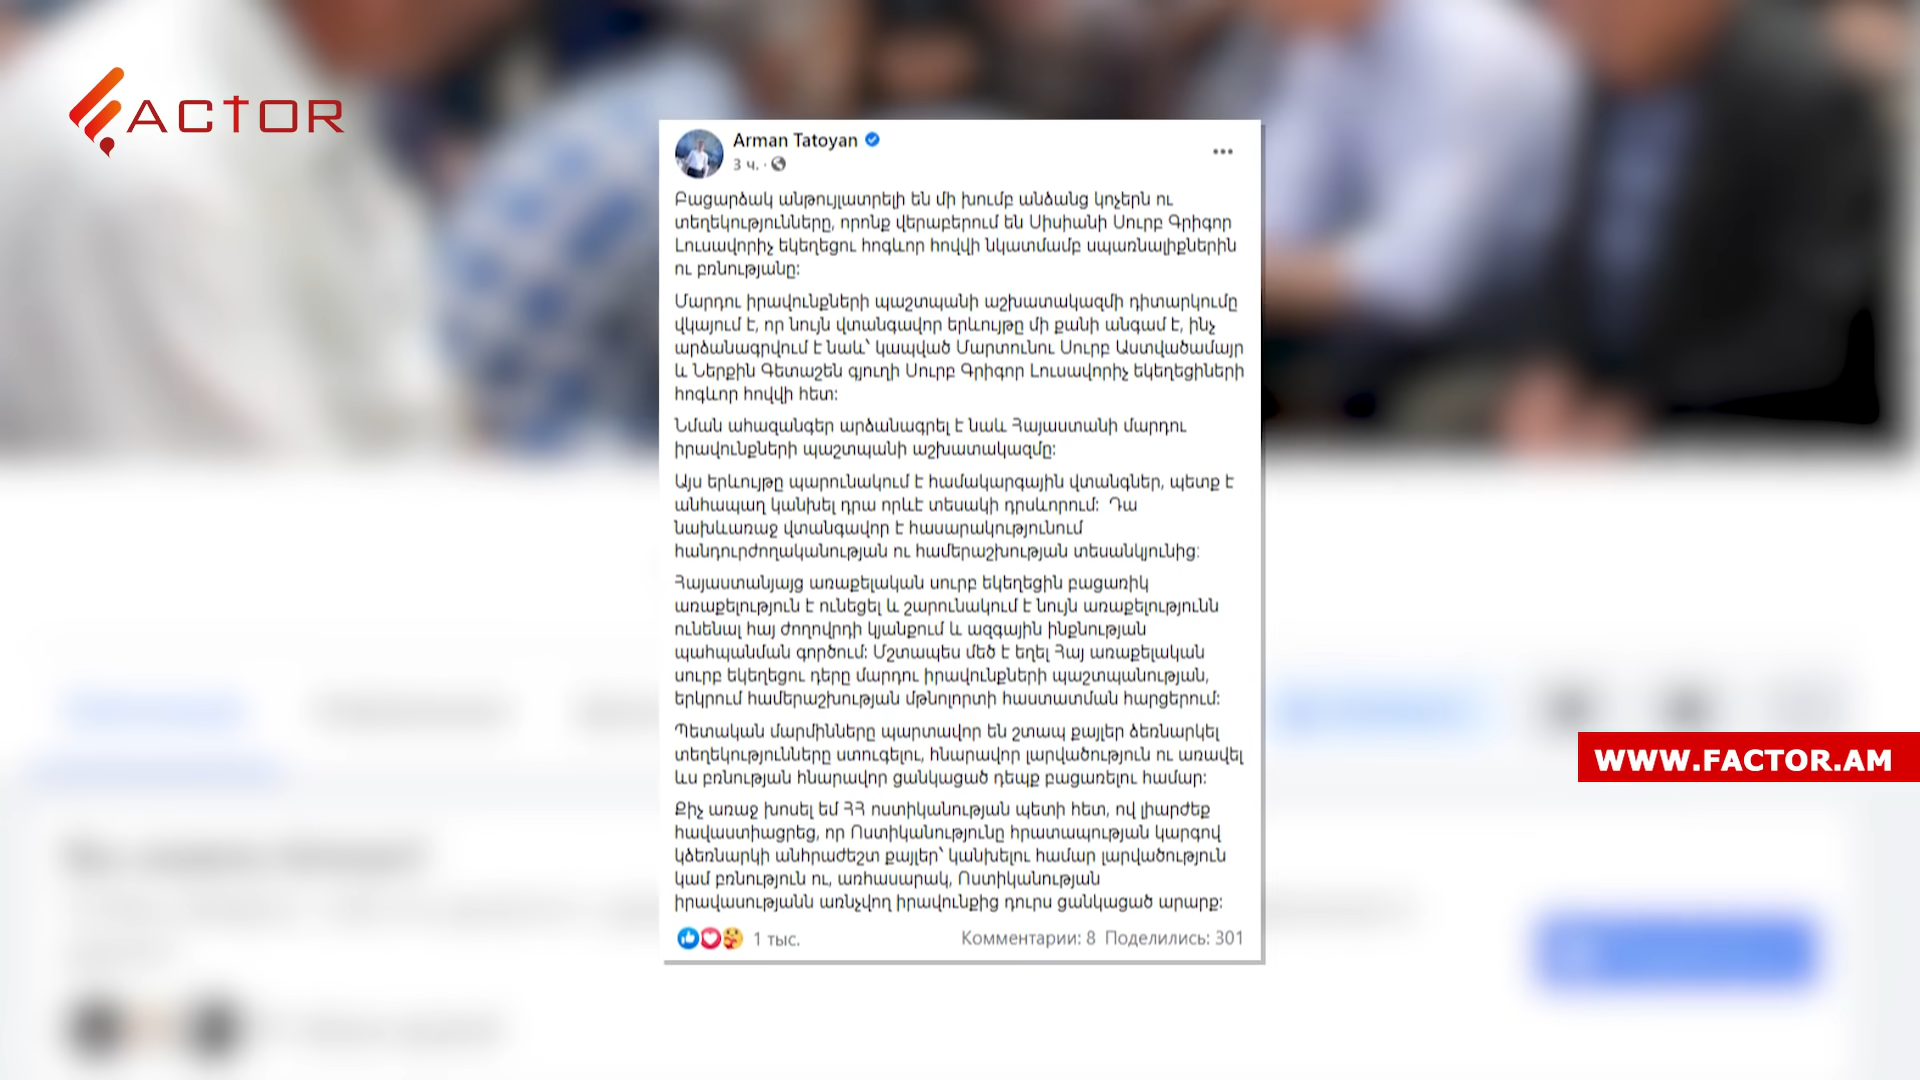 ACTOR
Arman Tatoyan
3 ч. ·
Բացարձակ անթույլատրելի են մի խումբ անձանց կոչերն ու
տեղեկությունները, որոնք վերաբերում են Սիսիանի Սուրբ Գրիգոր
Լուսավորիչ եկեղեցու հոգևոր հովվի նկատմամբ սպառնալիքներին
ու բռնությանը:
Մարդու իրավունքների պաշտպանի աշխատակազմի դիտարկումը
վկայում է, որ նույն վտանգավոր երևույթը մի քանի անգամ է, ինչ
արձանագրվում է նաև՝ կապված Մարտունու Սուրբ Աստվածամայր
և Ներքին Գետաշեն գյուղի Սուրբ Գրիգոր Լուսավորիչ եկեղեցիների
հոգևոր հովվի հետ:
Նման ահազանգեր արձանագրել է նաև Հայաստանի մարդու
իրավունքների պաշտպանի աշխատակազմը:
Այս երևույթը պարունակում է համակարգային վտանգներ, պետք է
անհապաղ կանխել դրա որևէ տեսակի դրսևորում: Դա
նախևառաջ վտանգավոր է հասարակությունում
հանդուրժողականության ու համերաշխության տեսանկյունից:
Հայաստանյայց առաքելական սուրբ եկեղեցին բացառիկ
առաքելություն է ունեցել և շարունակում է նույն առաքելությունն
ունենալ հայ ժողովրդի կյանքում և ազգային ինքնության
պահպանման գործում: Մշտապես մեծ է եղել Հայ առաքելական
սուրբ եկեղեցու դերը մարդու իրավունքների պաշտպանության,
երկրում համերաշխության մթնոլորտի հաստատման հարցերում:
Պետական մարմինները պարտավոր են շտապ քայլեր ձեռնարկել
տեղեկությունները ստուգելու, հնարավոր լարվածություն ու առավել
ևս բռնության հնարավոր ցանկացած դեպք բացառելու համար:
Քիչ առաջ խոսել եմ ՀՀ ոստիկանության պետի հետ, ով լիարժեք
հավաստիացրեց, որ Ոստիկանությունը հրատապության կարգով
կձեռնարկի անհրաժեշտ քայլեր՝ կանխելու համար լարվածություն
կամ բռնություն ու, առհասարակ, Ոստիկանության
իրավասությանն առնչվող իրավունքից դուրս ցանկացած արարք:
1 тыс.
Комментарии: 8 Поделились: 301
WWW.FACTOR.AM